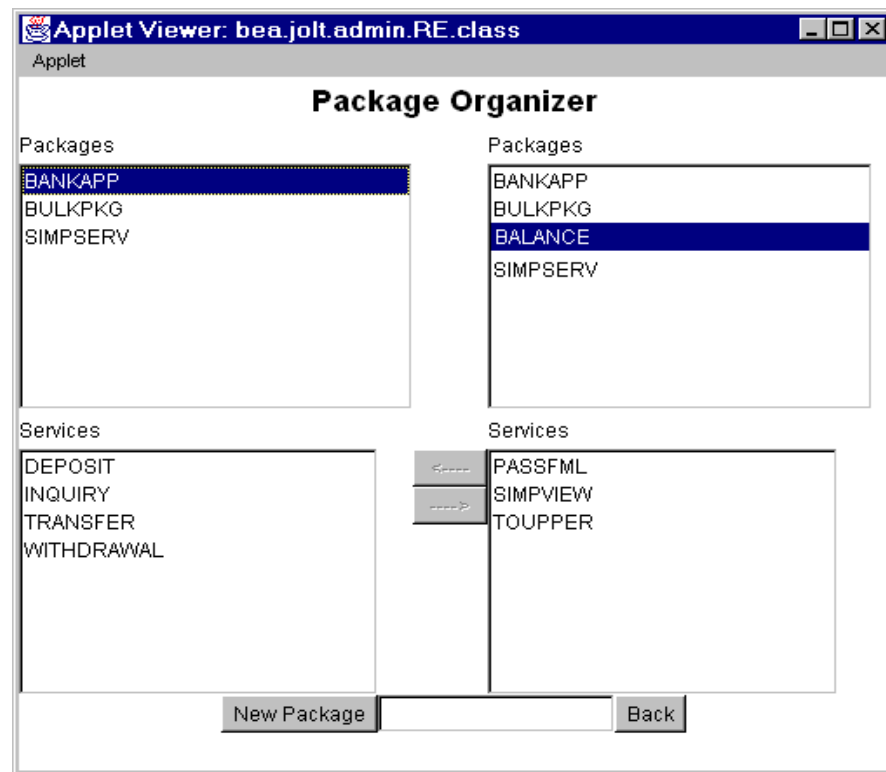 Applet Viewer: bea.jolt.admin.RE.class
Applet
Package Organizer
Packages
BANKAPP
BULKPKG
SIMPSERV
Packages
BANKAPP
BULKPKG
BALANCE
SIMPSERV
Services
DEPOSIT
INQUIRY
TRANSFER
WITHDRAWAL
<----
---->
Services
PASSFML
SIMPVIEW
TOUPPER
New Package
Back